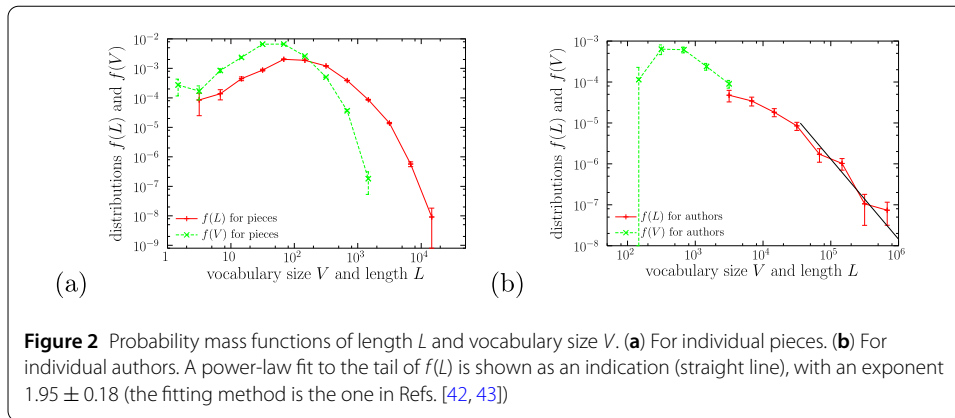 10^-2
10^-3
10^-4
10^-5
10^-6
10^-7
10^-8
10^-9
distributions f(L) and f(V)
f(L) for pieces
f(V) for pieces
1 10^1 10^2 10^3 10^4
vocabulary size V and length L
(a)
10^-3
10^-4
10^-5
10^-6
10^-7
10^-8
distributions f(L) and f(V)
f(L) for authors
f(V) for authors
10^2 10^3 10^4 10^5 10^6
vocabulary size V and length L
(b)
Figure 2 Probability mass functions of length L and vocabulary size V. (a) For individual pieces. (b) For
individual authors. A power-law fit to the tail of f(L) is shown as an indication (straight line), with an exponent
1.95 ± 0.18 (the fitting method is the one in Refs. [42, 43])